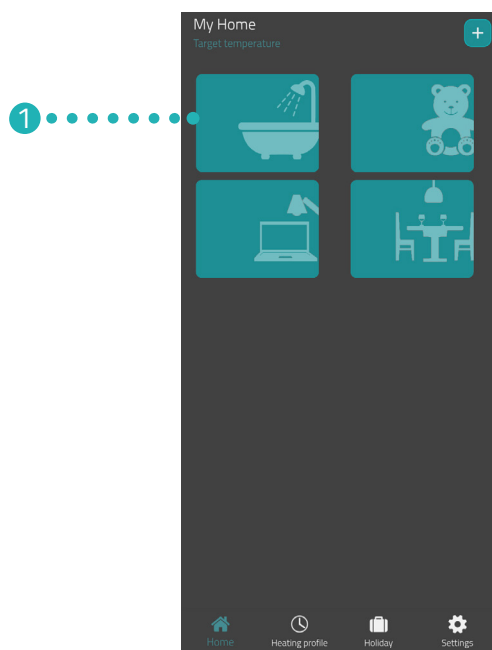 My Home
Target temperature
+
1
Home
Heating profile
Holiday
Settings